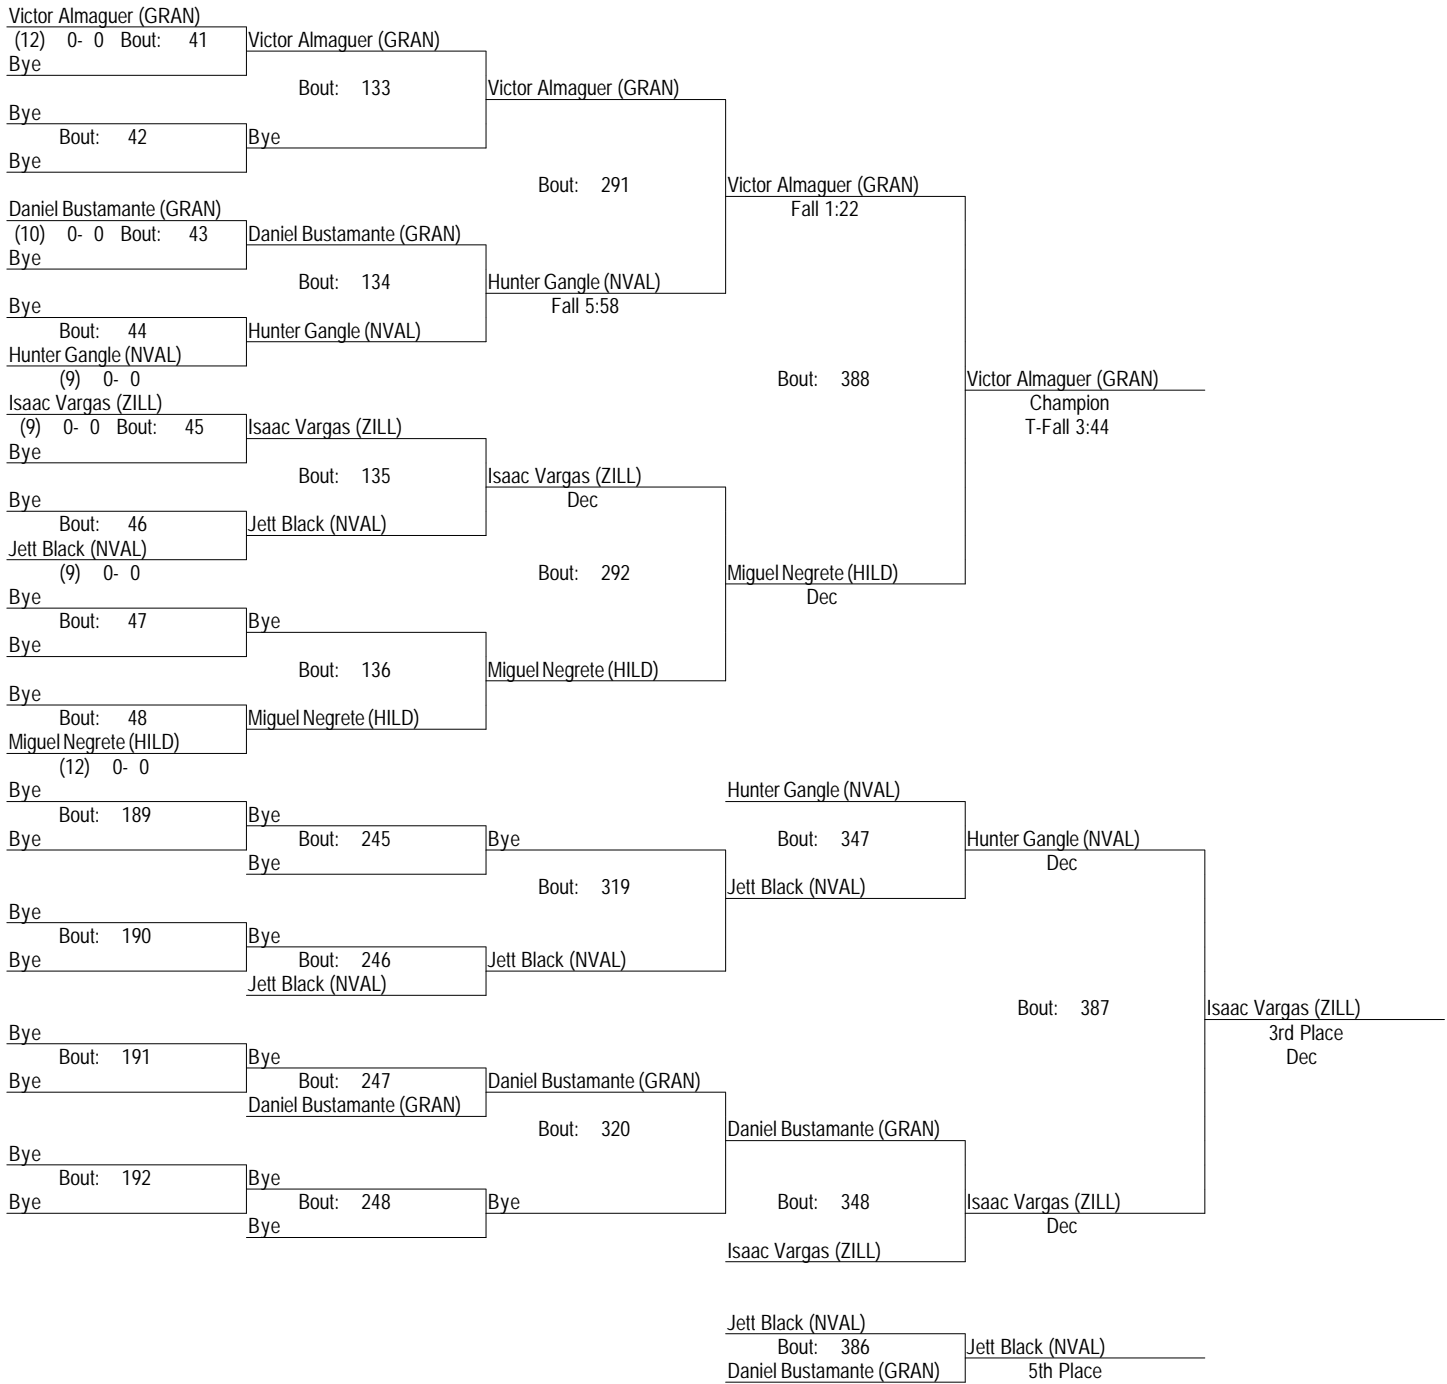 Victor Almaguer (GRAN)
(12) 0- 0 Bout: 41 Victor Almaguer (GRAN)
Bye
Bout: 133 Victor Almaguer (GRAN)
Bye
Bout: 42 Bye
Bye
Bout: 291 Victor Almaguer (GRAN)
Fall 1:22
Daniel Bustamante (GRAN)
(10) 0- 0 Bout: 43 Daniel Bustamante (GRAN)
Bye
Bout: 134 Hunter Gangle (NVAL)
Fall 5:58
Bye
Bout: 44 Hunter Gangle (NVAL)
Hunter Gangle (NVAL)
(9) 0- 0
Bout: 388 Victor Almaguer (GRAN)
Champion
T-Fall 3:44
Isaac Vargas (ZILL)
(9) 0- 0 Bout: 45 Isaac Vargas (ZILL)
Bye
Bout: 135 Isaac Vargas (ZILL)
Dec
Bye
Bout: 46 Jett Black (NVAL)
Jett Black (NVAL)
(9) 0- 0
Bout: 292 Miguel Negrete (HILD)
Dec
Bye
Bout: 47 Bye
Bye
Bout: 136 Miguel Negrete (HILD)
Bye
Bout: 48 Miguel Negrete (HILD)
Miguel Negrete (HILD)
(12) 0- 0
Bye Hunter Gangle (NVAL)
Bout: 189 Bye
Bye Bout: 245 Bye Bout: 347 Hunter Gangle (NVAL)
Bye Dec
Bout: 319 Jett Black (NVAL)
Bye
Bout: 190 Bye
Bye Bout: 246 Jett Black (NVAL)
Jett Black (NVAL)
Bout: 387 Isaac Vargas (ZILL)
3rd Place
Dec
Bye
Bout: 191 Bye
Bye Bout: 247 Daniel Bustamante (GRAN)
Daniel Bustamante (GRAN)
Bout: 320 Daniel Bustamante (GRAN)
Bye
Bout: 192 Bye
Bye Bout: 248 Bye Bout: 348 Isaac Vargas (ZILL)
Bye Dec
Isaac Vargas (ZILL)
Jett Black (NVAL)
Bout: 386 Jett Black (NVAL)
Daniel Bustamante (GRAN) 5th Place